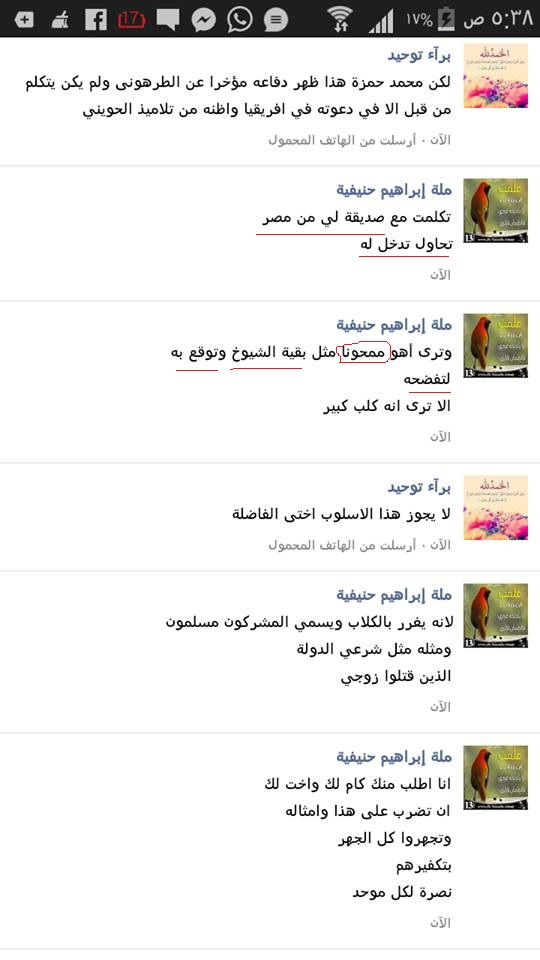 ٥:٣٨ ص
١٧%
17
برآء توحيد
لكن محمد حمزة هذا ظهر دفاعه مؤخرا عن الطرهونى ولم يكن يتكلم
من قبل الا في دعوته في افريقيا واظنه من تلاميذ الحويني
الآن · أرسلت من الهاتف المحمول
ملة إبراهيم حنيفية
تكلمت مع صديقة لي من مصر
تحاول تدخل له
الآن
ملة إبراهيم حنيفية
وترى أهو ممحونا مثل بقية الشيوخ وتوقع به
لتفضحه
الا ترى انه كلب كبير
الآن
برآء توحيد
لا يجوز هذا الاسلوب اختى الفاضلة
الآن · أرسلت من الهاتف المحمول
ملة إبراهيم حنيفية
لانه يغرر بالكلاب ويسمي المشركون مسلمون
ومثله مثل شرعي الدولة
الذين قتلوا زوجي
الآن
ملة إبراهيم حنيفية
انا اطلب منك كام لك واخت لك
ان تضرب على هذا وامثاله
وتجهروا كل الجهر
بتكفيرهم
نصرة لكل موحد
الآن